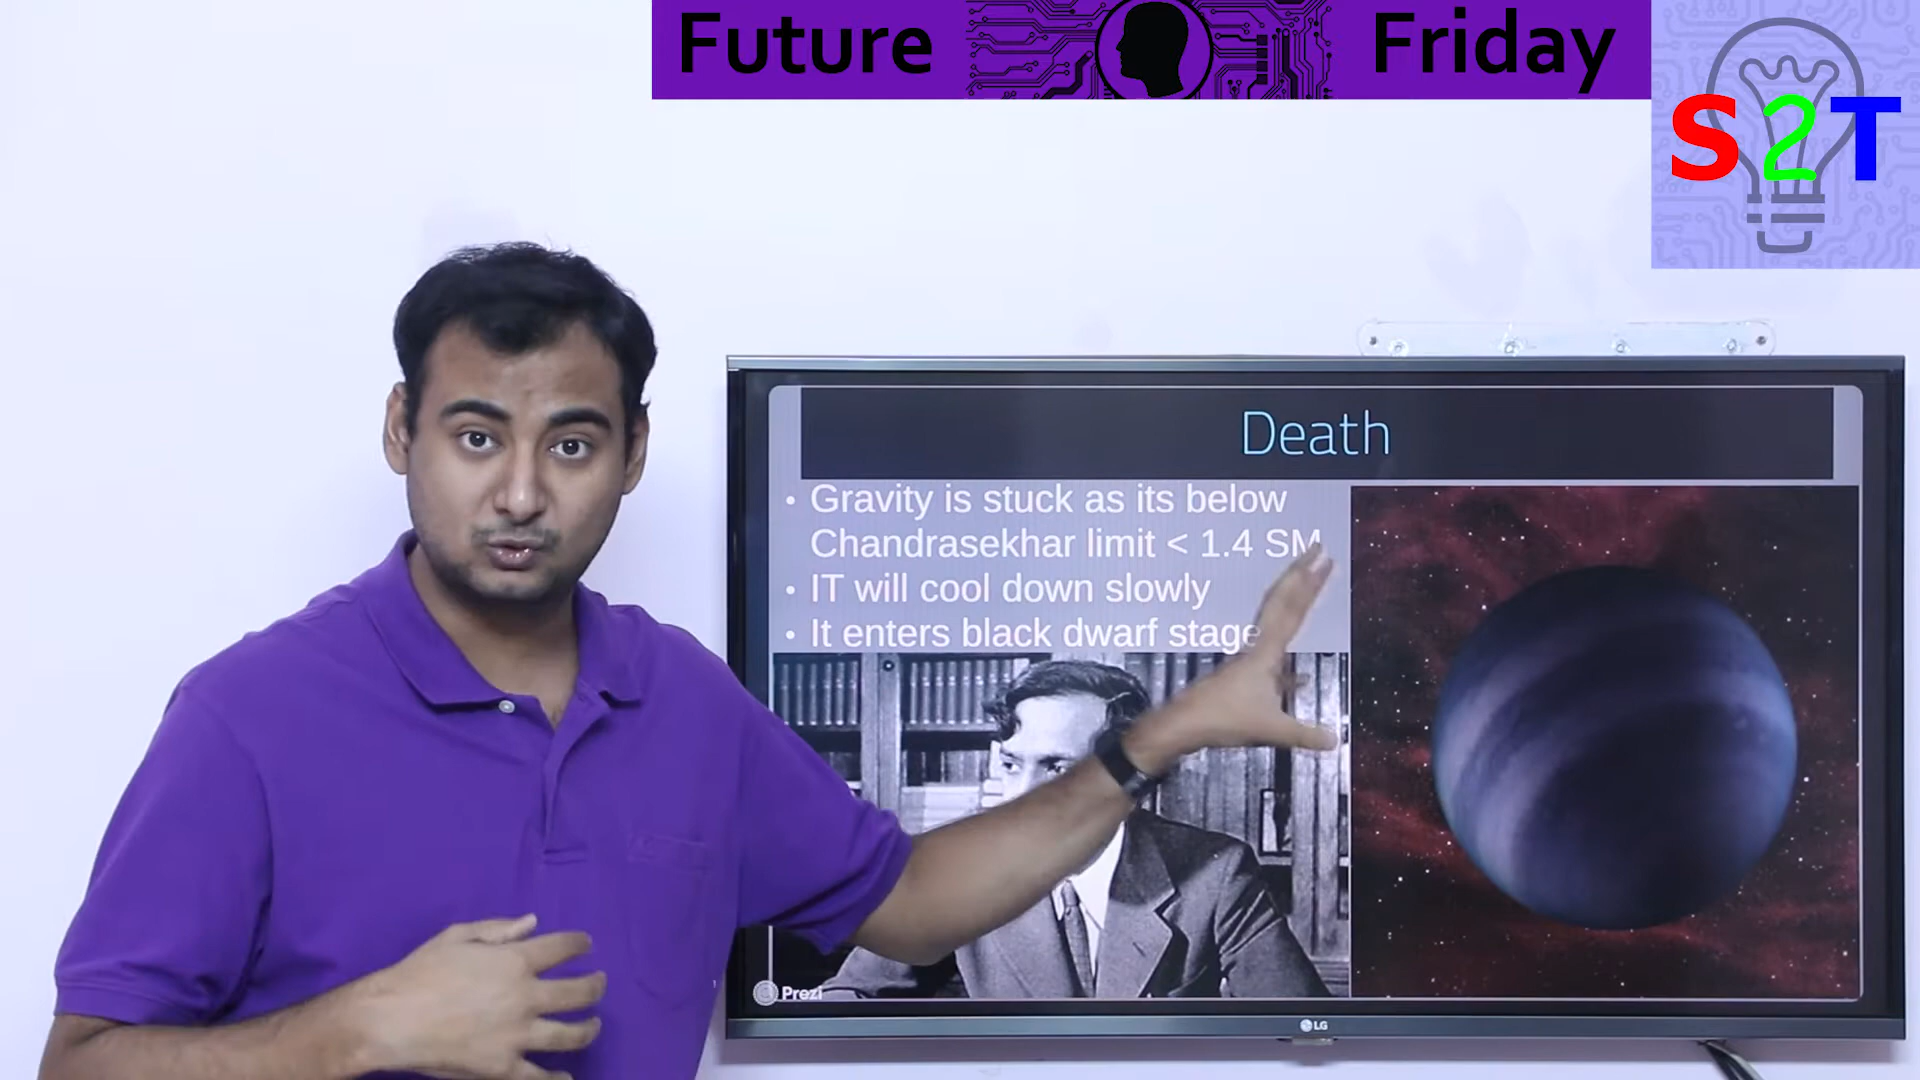 Future Friday
S2T
Death
• Gravity is stuck as its below
Chandrasekhar limit < 1.4 SM
• IT will cool down slowly
• It enters black dwarf stage
Prezi
LG